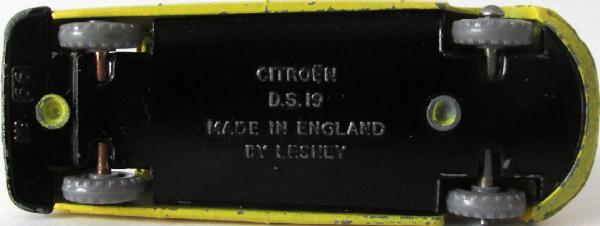 CITROËN
D.S.19
MADE IN ENGLAND
BY LESNEY
No 66